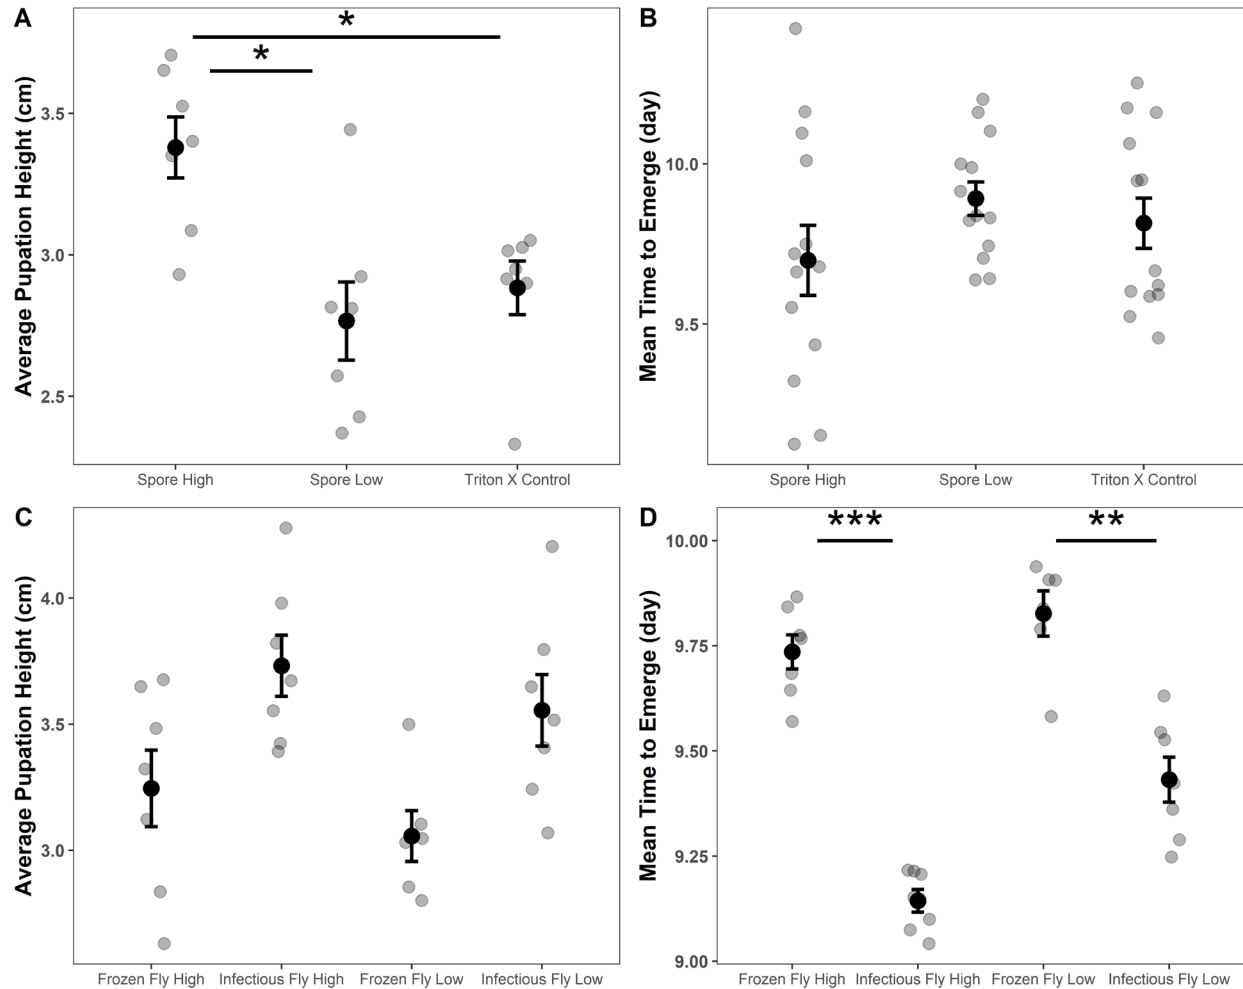 A
Average Pupation Height (cm)
3.5
3.0
2.5
*
*
Spore High Spore Low Triton X Control
B
Mean Time to Emerge (day)
10.0
9.5
Spore High Spore Low Triton X Control
C
Average Pupation Height (cm)
4.0
3.5
3.0
Frozen Fly High Infectious Fly High Frozen Fly Low Infectious Fly Low
D
Mean Time to Emerge (day)
10.00
9.75
9.50
9.25
9.00
*** **
Frozen Fly High Infectious Fly High Frozen Fly Low Infectious Fly Low